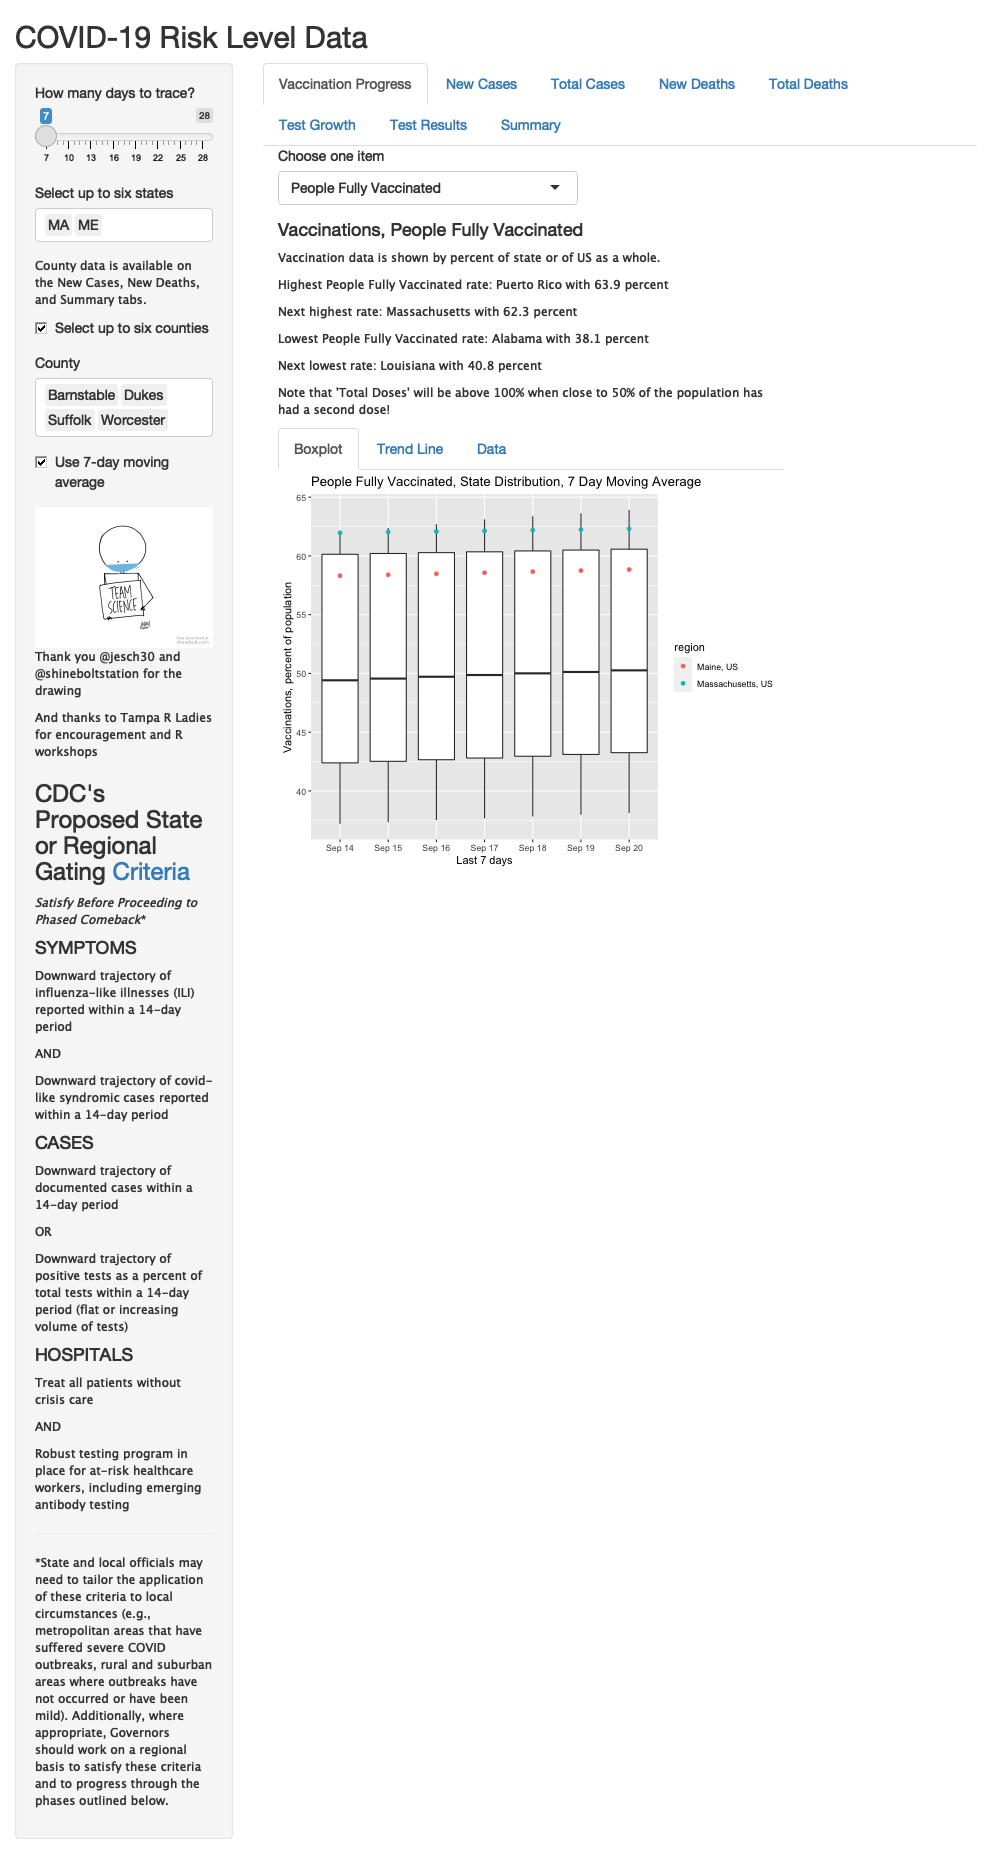 COVID-19 Risk Level Data
How many days to trace?
7
28
7 10 13 16 19 22 25 28
Select up to six states
MA ME
County data is available on
the New Cases, New Deaths,
and Summary tabs.
Select up to six counties
County
Barnstable Dukes
Suffolk Worcester
Use 7-day moving
average
TEAM
SCIENCE
Thank you @jesch30 and
@shineboltstation for the
drawing
And thanks to Tampa R Ladies
for encouragement and R
workshops
CDC's
Proposed State
or Regional
Gating Criteria
Satisfy Before Proceeding to
Phased Comeback*
SYMPTOMS
Downward trajectory of
influenza-like illnesses (ILI)
reported within a 14-day
period
AND
Downward trajectory of covid-
like syndromic cases reported
within a 14-day period
CASES
Downward trajectory of
documented cases within a
14-day period
OR
Downward trajectory of
positive tests as a percent of
total tests within a 14-day
period (flat or increasing
volume of tests)
HOSPITALS
Treat all patients without
crisis care
AND
Robust testing program in
place for at-risk healthcare
workers, including emerging
antibody testing
*State and local officials may
need to tailor the application
of these criteria to local
circumstances (e.g.,
metropolitan areas that have
suffered severe COVID
outbreaks, rural and suburban
areas where outbreaks have
not occurred or have been
mild). Additionally, where
appropriate, Governors
should work on a regional
basis to satisfy these criteria
and to progress through the
phases outlined below.
Vaccination Progress New Cases Total Cases New Deaths Total Deaths
Test Growth Test Results Summary
Choose one item
People Fully Vaccinated
Vaccinations, People Fully Vaccinated
Vaccination data is shown by percent of state or of US as a whole.
Highest People Fully Vaccinated rate: Puerto Rico with 63.9 percent
Next highest rate: Massachusetts with 62.3 percent
Lowest People Fully Vaccinated rate: Alabama with 38.1 percent
Next lowest rate: Louisiana with 40.8 percent
Note that 'Total Doses' will be above 100% when close to 50% of the population has
had a second dose!
Boxplot Trend Line Data
People Fully Vaccinated, State Distribution, 7 Day Moving Average
Vaccinations, percent of population
65
60
55
50
45
40
Sep 14 Sep 15 Sep 16 Sep 17 Sep 18 Sep 19 Sep 20
Last 7 days
region
Maine, US
Massachusetts, US